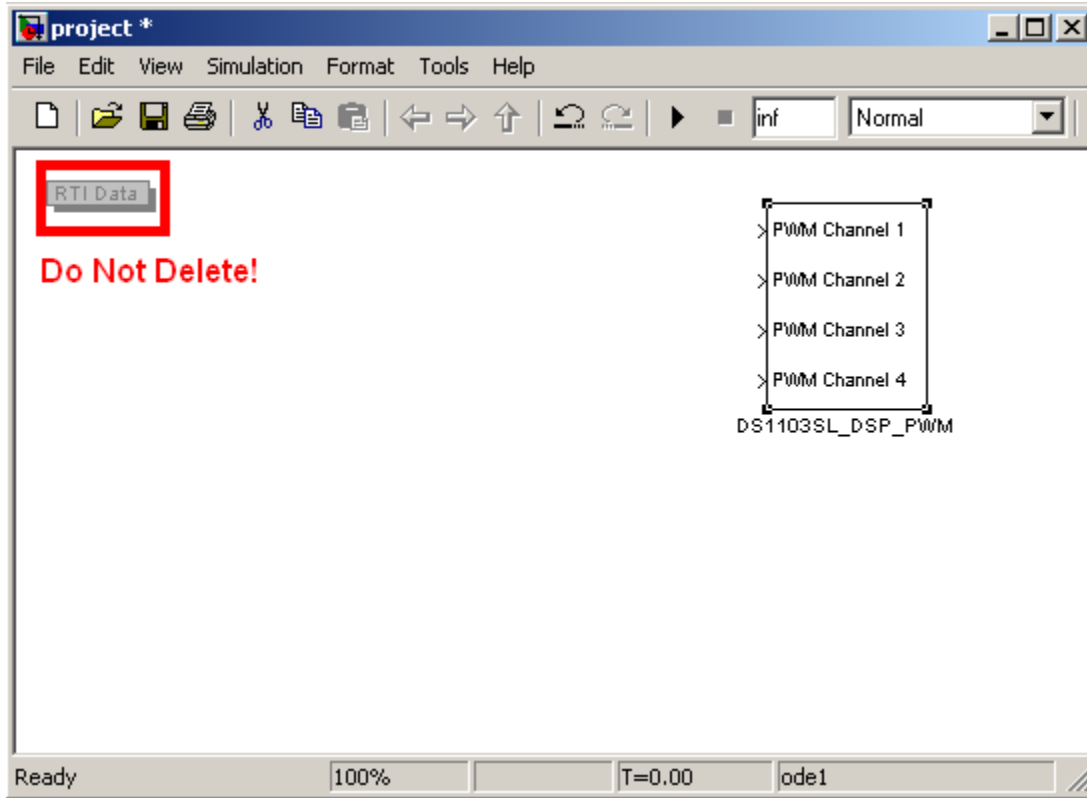 project *
File Edit View Simulation Format Tools Help
inf Normal
RTI Data
Do Not Delete!
PWM Channel 1
PWM Channel 2
PWM Channel 3
PWM Channel 4
DS1103SL_DSP_PWM
Ready 100% T=0.00 ode1